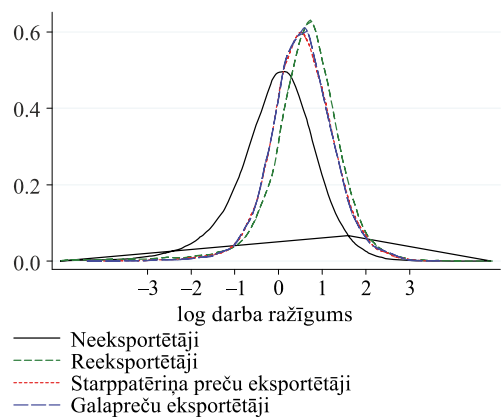 0.6
0.4
0.2
0.0
–3 –2 –1 0 1 2 3
log darba ražīgums
Neeksportētāji
Reeksportētāji
Starppatēriņa preču eksportētāji
Galapreču eksportētāji